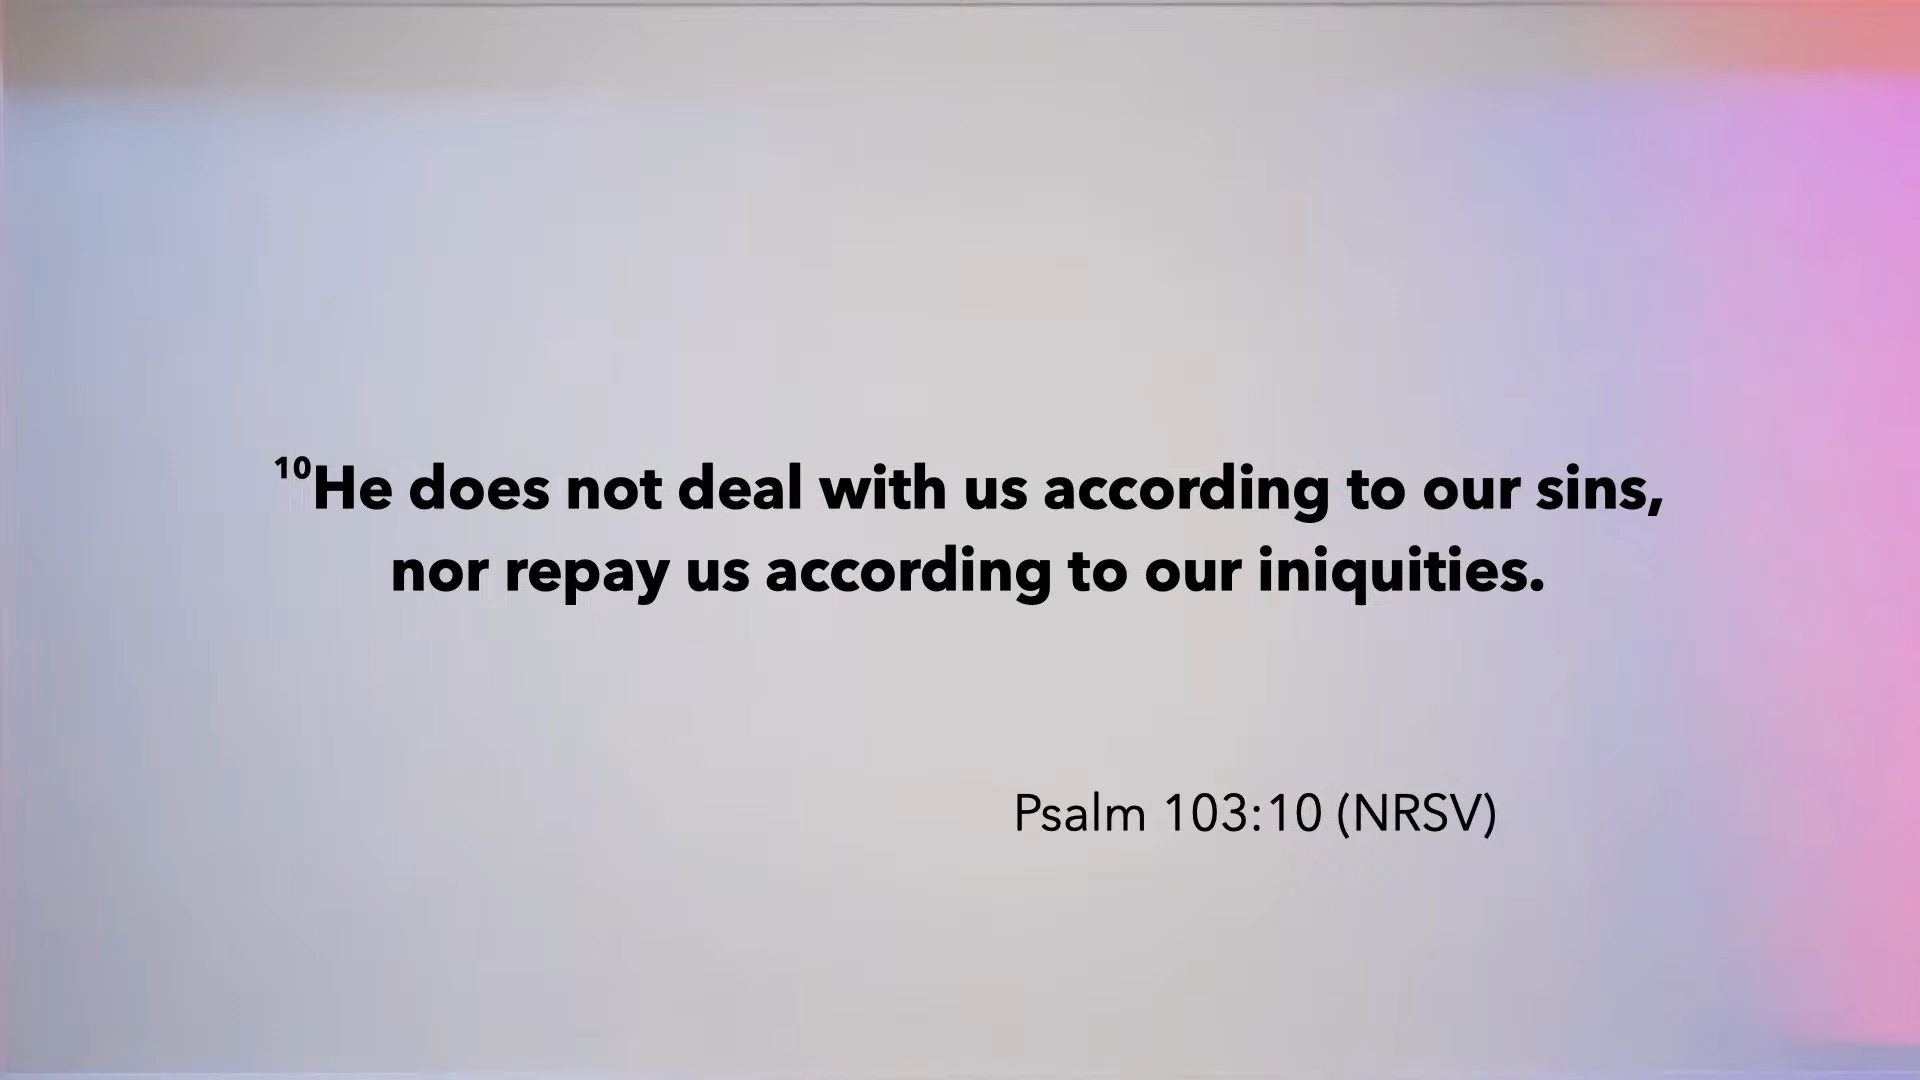 ¹⁰He does not deal with us according to our sins,
nor repay us according to our iniquities.
Psalm 103:10 (NRSV)